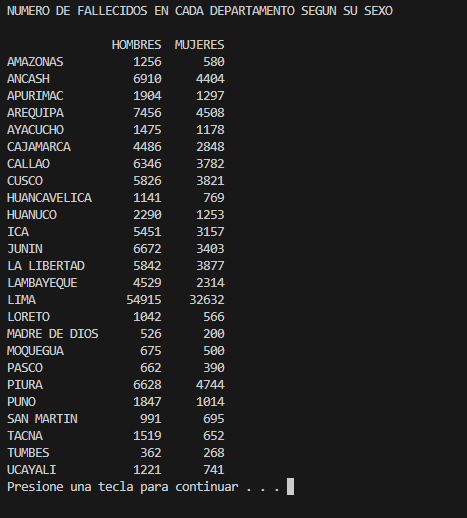 NUMERO DE FALLECIDOS EN CADA DEPARTAMENTO SEGUN SU SEXO
HOMBRES MUJERES
AMAZONAS 1256 580
ANCASH 6910 4404
APURIMAC 1904 1297
AREQUIPA 7456 4508
AYACUCHO 1475 1178
CAJAMARCA 4486 2848
CALLAO 6346 3782
CUSCO 5826 3821
HUANCAVELICA 1141 769
HUANUCO 2290 1253
ICA 5451 3157
JUNIN 6672 3403
LA LIBERTAD 5842 3877
LAMBAYEQUE 4529 2314
LIMA 54915 32632
LORETO 1042 566
MADRE DE DIOS 526 200
MOQUEGUA 675 500
PASCO 662 390
PIURA 6628 4744
PUNO 1847 1014
SAN MARTIN 991 695
TACNA 1519 652
TUMBES 362 268
UCAYALI 1221 741
Presione una tecla para continuar . . .